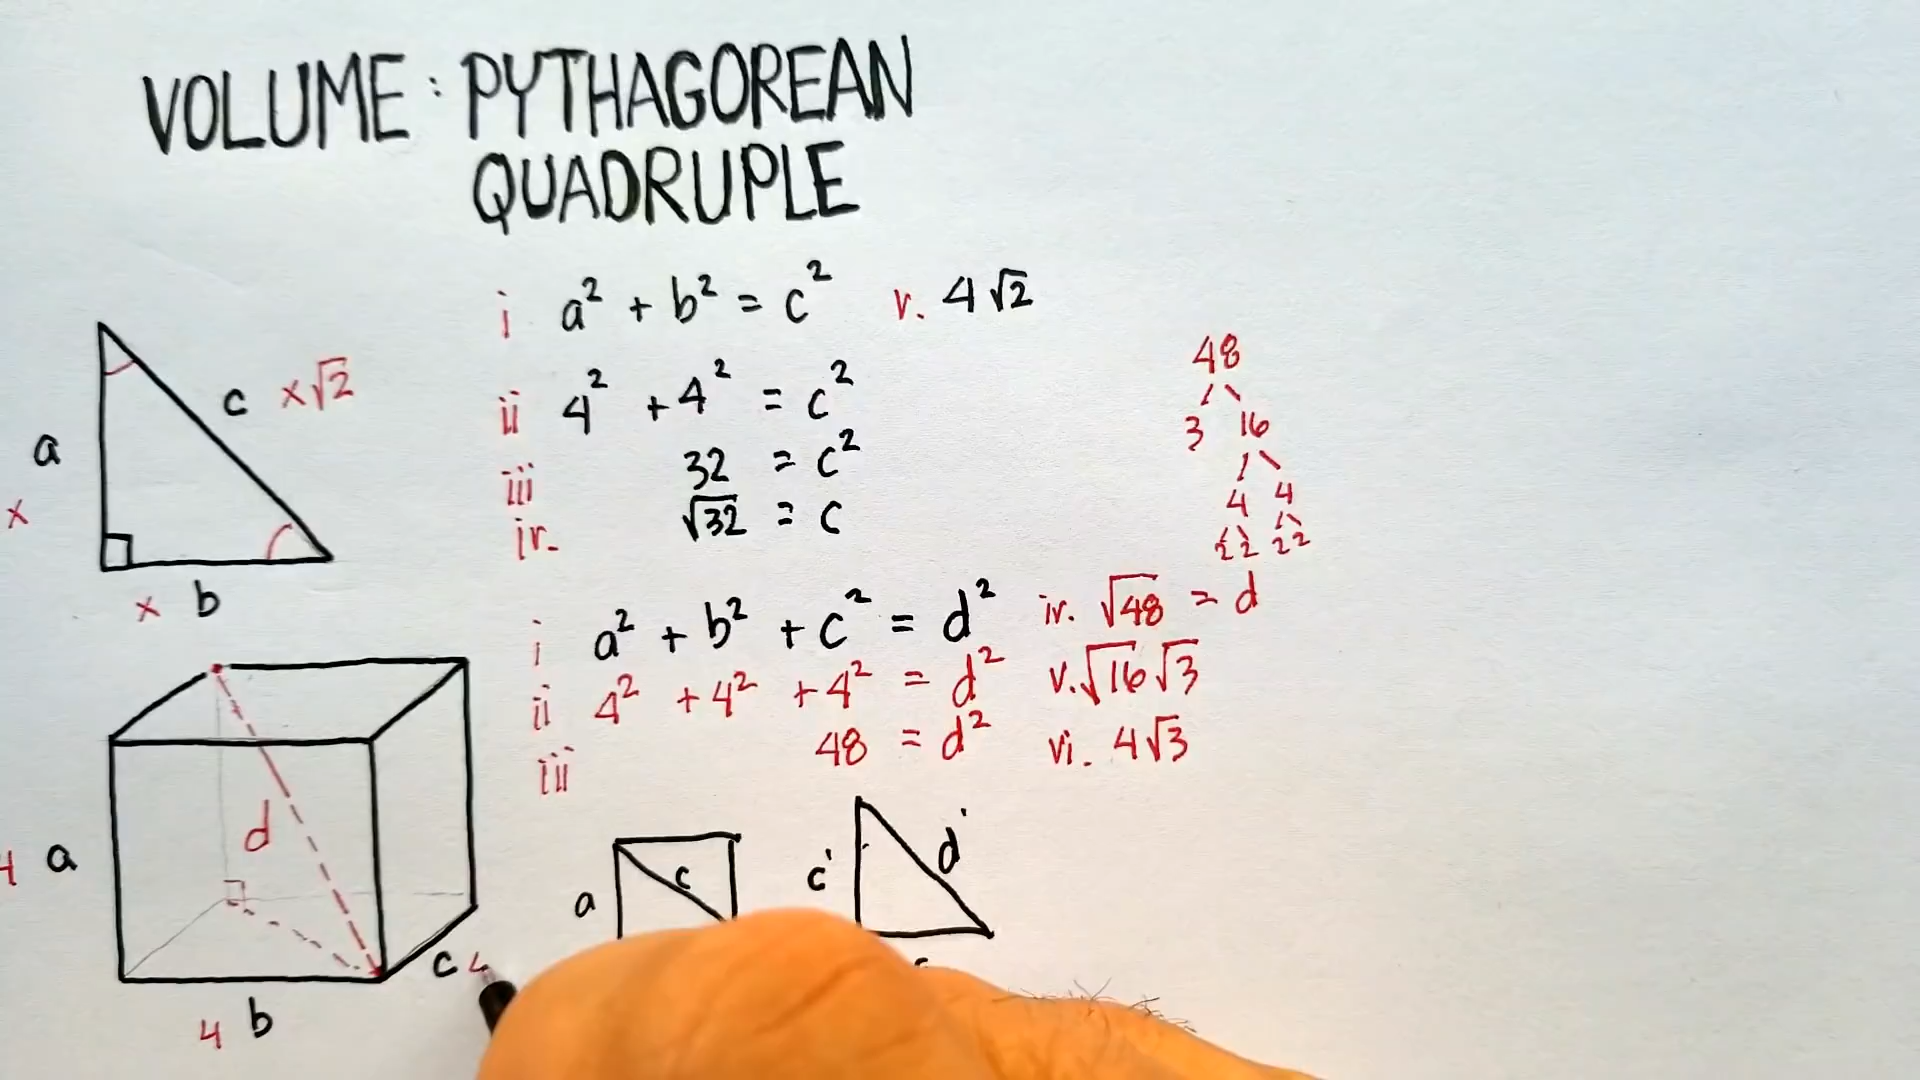 VOLUME : PYTHAGOREAN
QUADRUPLE
i a² + b² = c² v. 4√2
ii 4² + 4² = c²
iii 32 = c²
iv. √32 = c
a
x
c x√2
x b
48
3 16
4 4
2 2 2 2
i a² + b² + c² = d² iv. √48 = d
ii 4² + 4² + 4² = d² v. √16√3
iii 48 = d² vi. 4√3
d
4 a
4 b
c
a
c
c'
d'